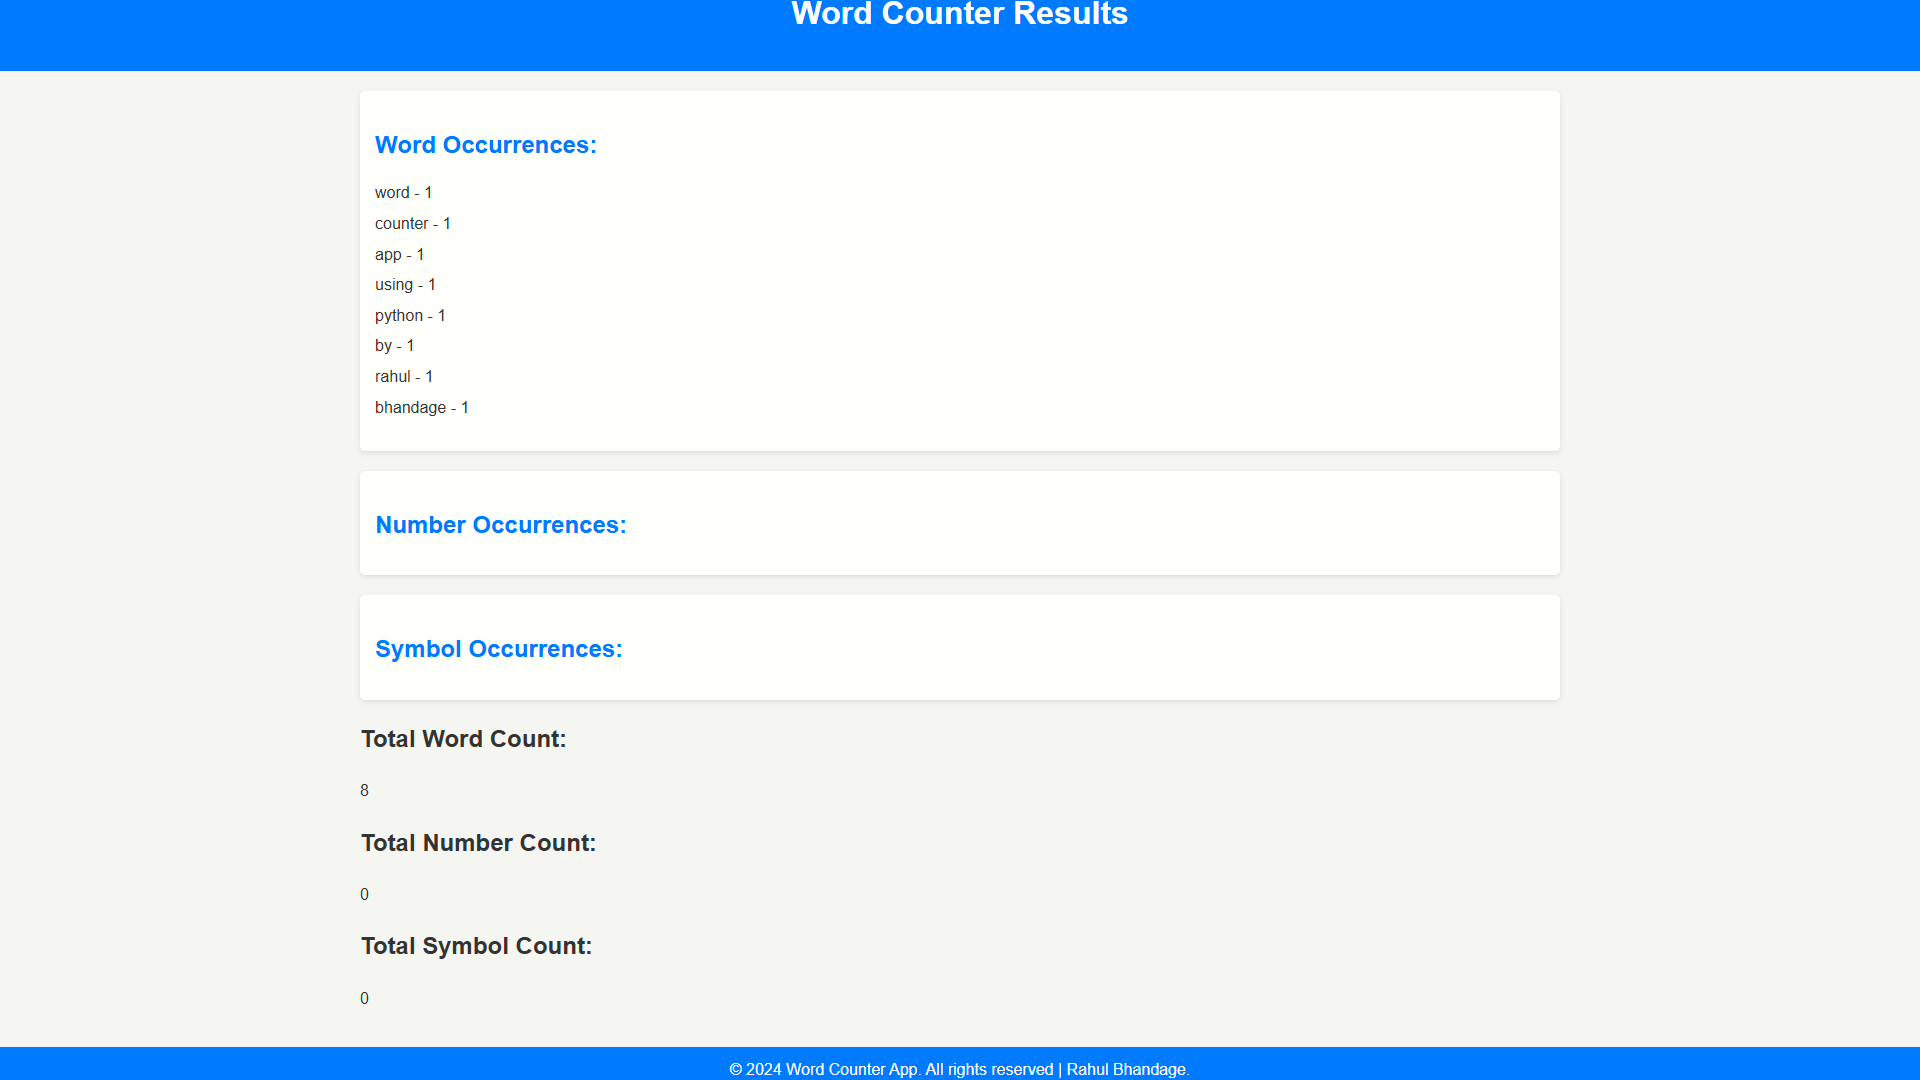 Word Counter Results
Word Occurrences:
word - 1
counter - 1
app - 1
using - 1
python - 1
by - 1
rahul - 1
bhandage - 1
Number Occurrences:
Symbol Occurrences:
Total Word Count:
8
Total Number Count:
0
Total Symbol Count:
0
© 2024 Word Counter App. All rights reserved | Rahul Bhandage.